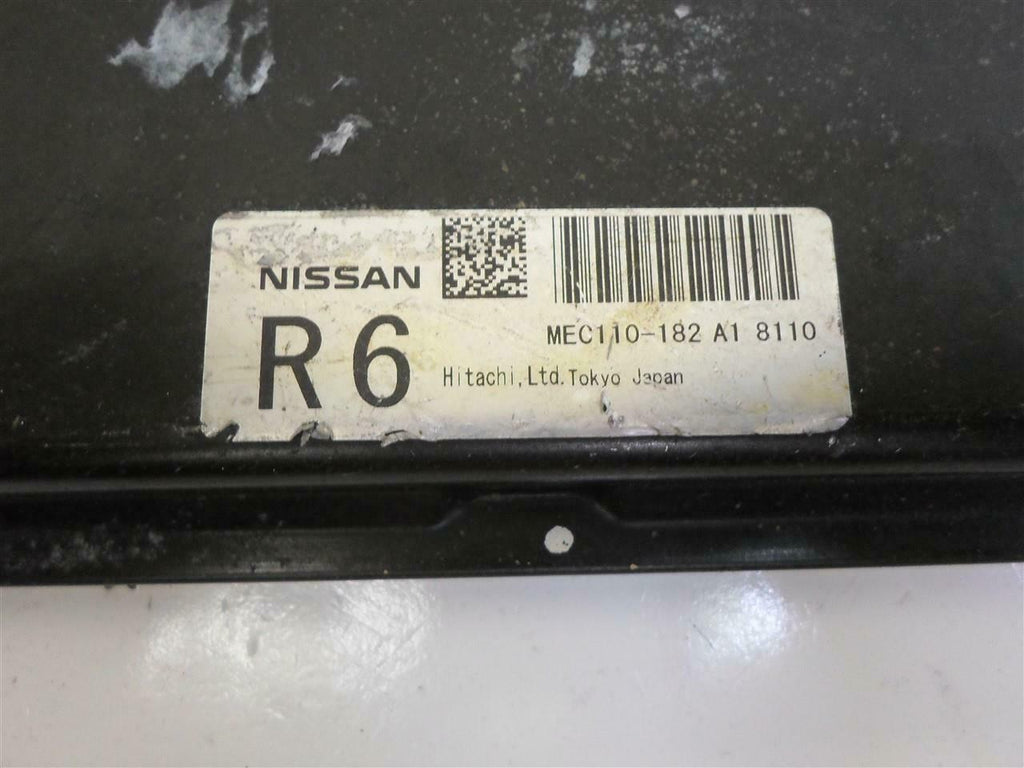 NISSAN
R6
MEC110-182 A1 8110
Hitachi,Ltd.Tokyo Japan